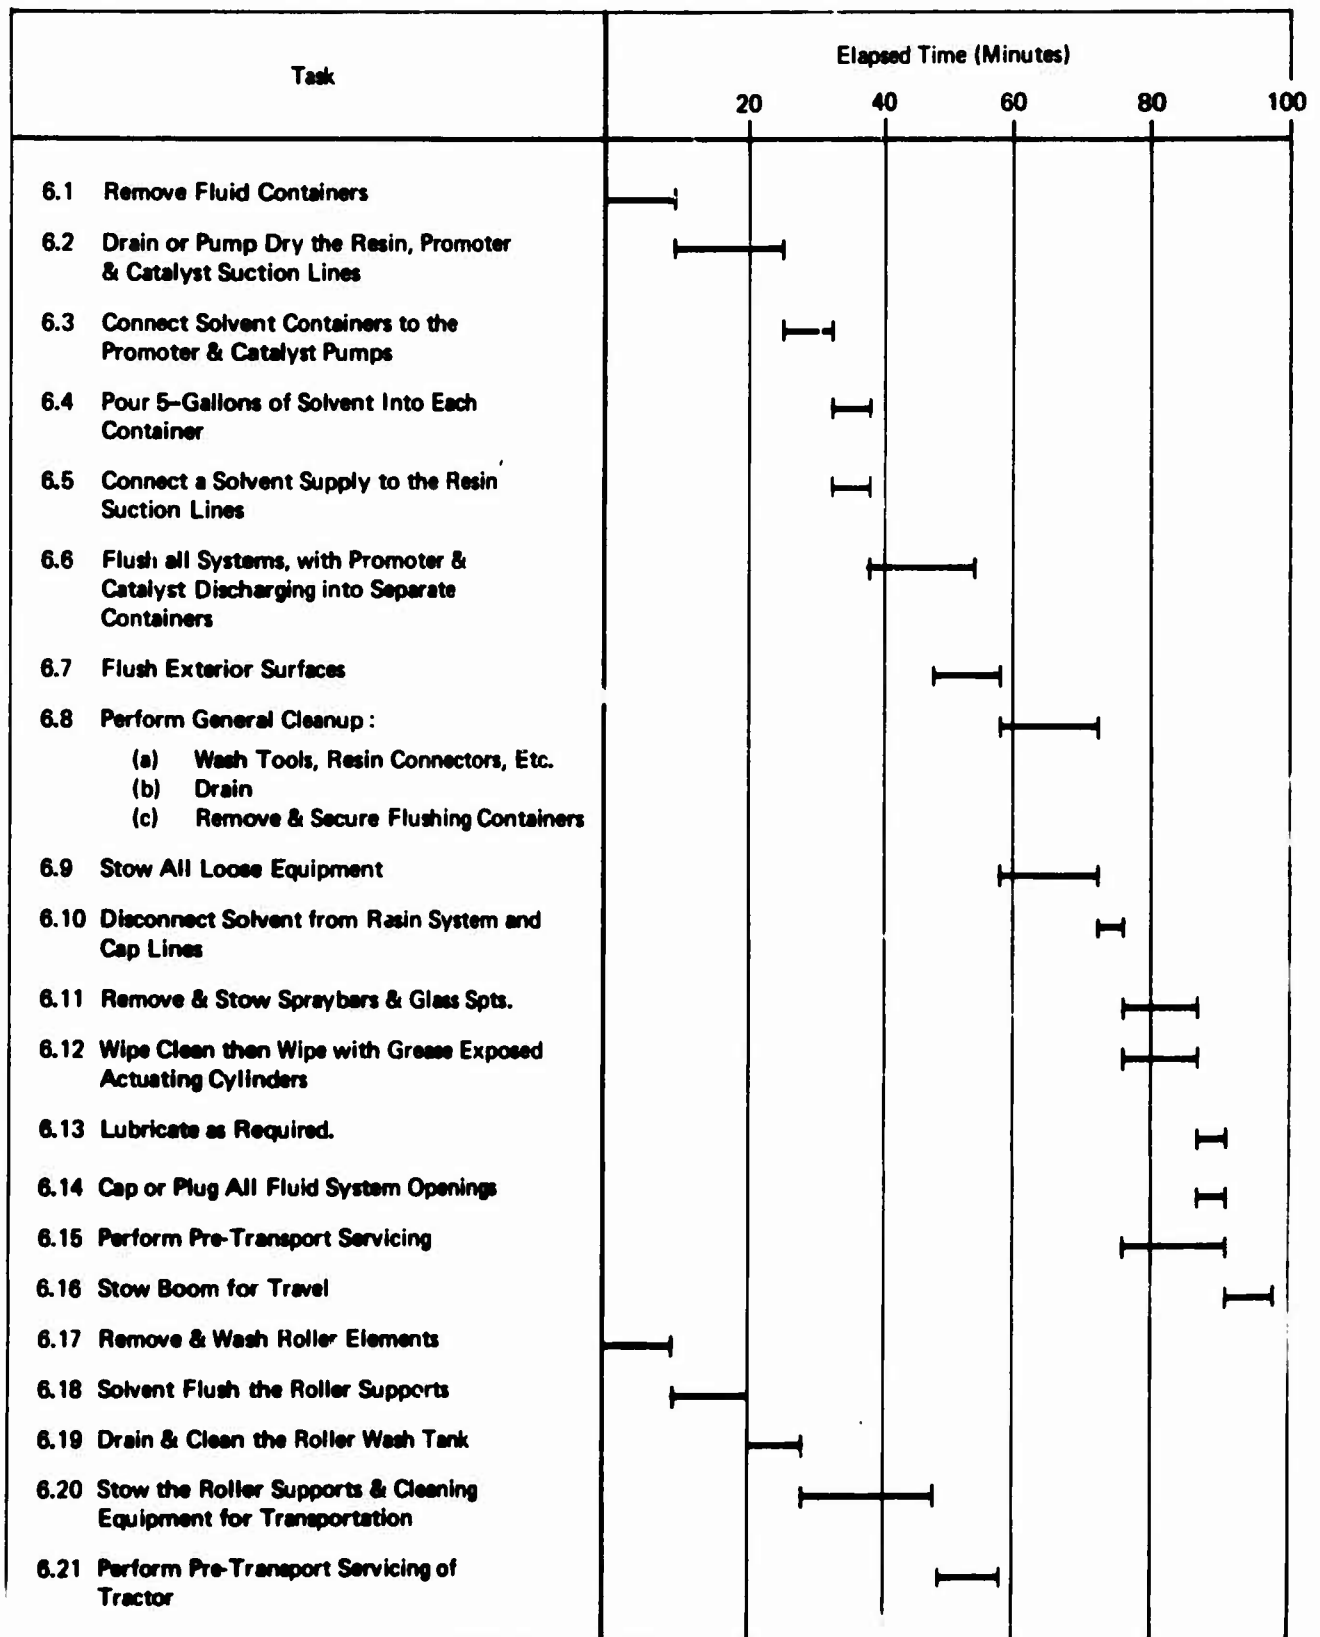 Task
Elapsed Time (Minutes)
20 40 60 80 100
6.1 Remove Fluid Containers
6.2 Drain or Pump Dry the Resin, Promoter
& Catalyst Suction Lines
6.3 Connect Solvent Containers to the
Promoter & Catalyst Pumps
6.4 Pour 5-Gallons of Solvent Into Each
Container
6.5 Connect a Solvent Supply to the Resin
Suction Lines
6.6 Flush all Systems, with Promoter &
Catalyst Discharging into Separate
Containers
6.7 Flush Exterior Surfaces
6.8 Perform General Cleanup :
(a) Wash Tools, Resin Connectors, Etc.
(b) Drain
(c) Remove & Secure Flushing Containers
6.9 Stow All Loose Equipment
6.10 Disconnect Solvent from Resin System and
Cap Lines
6.11 Remove & Stow Spraybars & Glass Spts.
6.12 Wipe Clean then Wipe with Grease Exposed
Actuating Cylinders
6.13 Lubricate as Required.
6.14 Cap or Plug All Fluid System Openings
6.15 Perform Pre-Transport Servicing
6.16 Stow Boom for Travel
6.17 Remove & Wash Roller Elements
6.18 Solvent Flush the Roller Supports
6.19 Drain & Clean the Roller Wash Tank
6.20 Stow the Roller Supports & Cleaning
Equipment for Transportation
6.21 Perform Pre-Transport Servicing of
Tractor